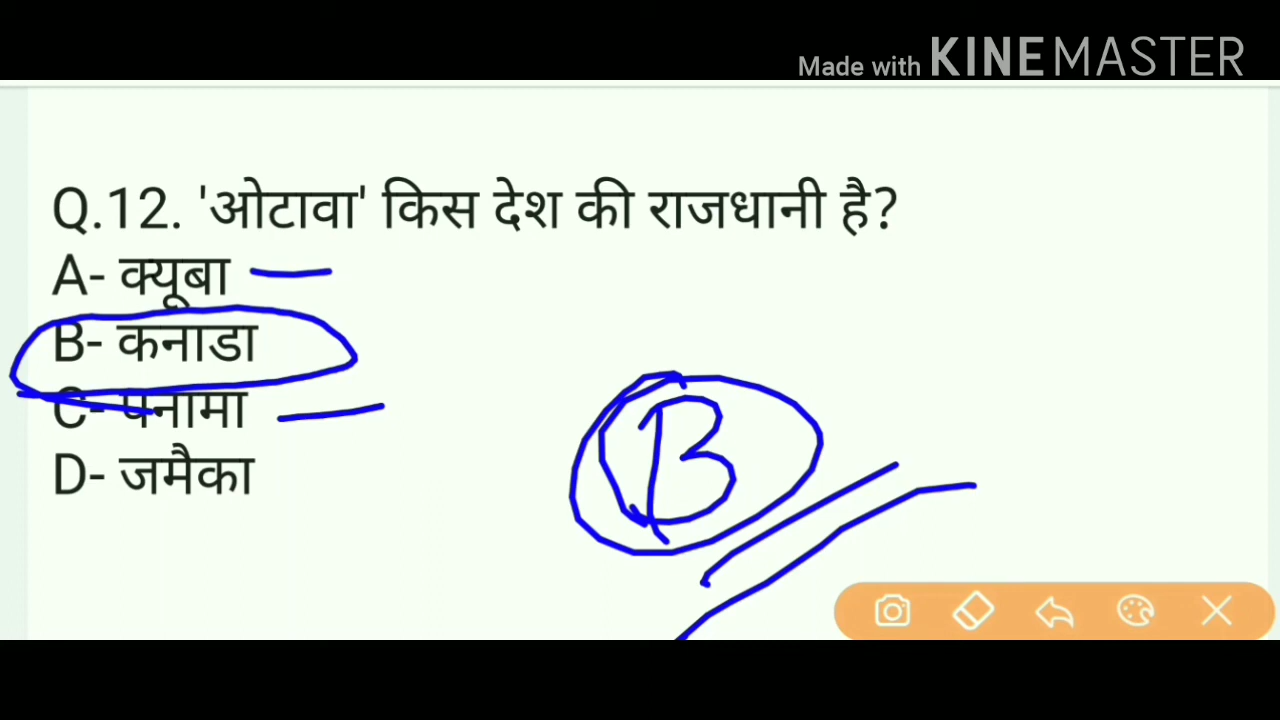 Made with KINEMASTER
Q.12. 'ओटावा' किस देश की राजधानी है?
A- क्यूबा
B- कनाडा
C- पनामा
D- जमैका
B